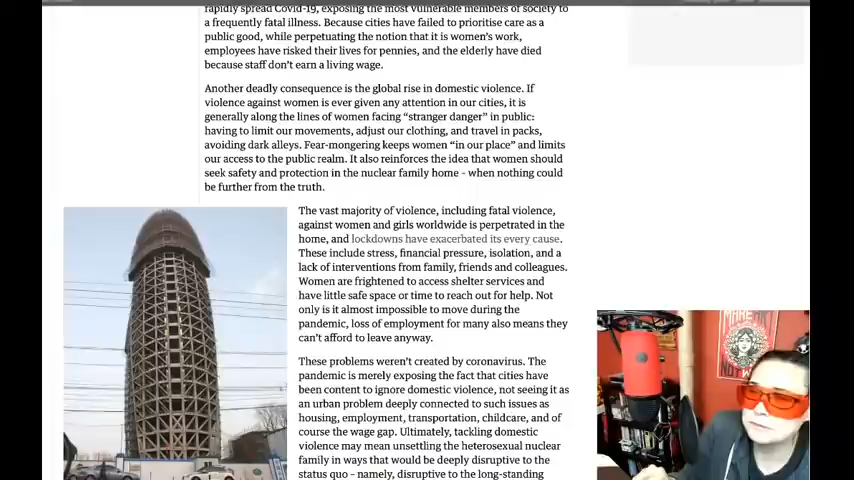 rapidly spread Covid-19, exposing the most vulnerable members of society to
a frequently fatal illness. Because cities have failed to prioritise care as a
public good, while perpetuating the notion that it is women's work,
employees have risked their lives for pennies, and the elderly have died
because staff don't earn a living wage.
Another deadly consequence is the global rise in domestic violence. If
violence against women is ever given any attention in our cities, it is
generally along the lines of women facing “stranger danger” in public:
having to limit our movements, adjust our clothing, and travel in packs,
avoiding dark alleys. Fear-mongering keeps women “in our place” and limits
our access to the public realm. It also reinforces the idea that women should
seek safety and protection in the nuclear family home – when nothing could
be further from the truth.
The vast majority of violence, including fatal violence,
against women and girls worldwide is perpetrated in the
home, and lockdowns have exacerbated its every cause.
These include stress, financial pressure, isolation, and a
lack of interventions from family, friends and colleagues.
Women are frightened to access shelter services and
have little safe space or time to reach out for help. Not
only is it almost impossible to move during the
pandemic, loss of employment for many also means they
can't afford to leave anyway.
These problems weren't created by coronavirus. The
pandemic is merely exposing the fact that cities have
been content to ignore domestic violence, not seeing it as
an urban problem deeply connected to such issues as
housing, employment, transportation, childcare, and of
course the wage gap. Ultimately, tackling domestic
violence may mean unsettling the heterosexual nuclear
family in ways that would be deeply disruptive to the
status quo – namely, disruptive to the long-standing
MAKE
NOT